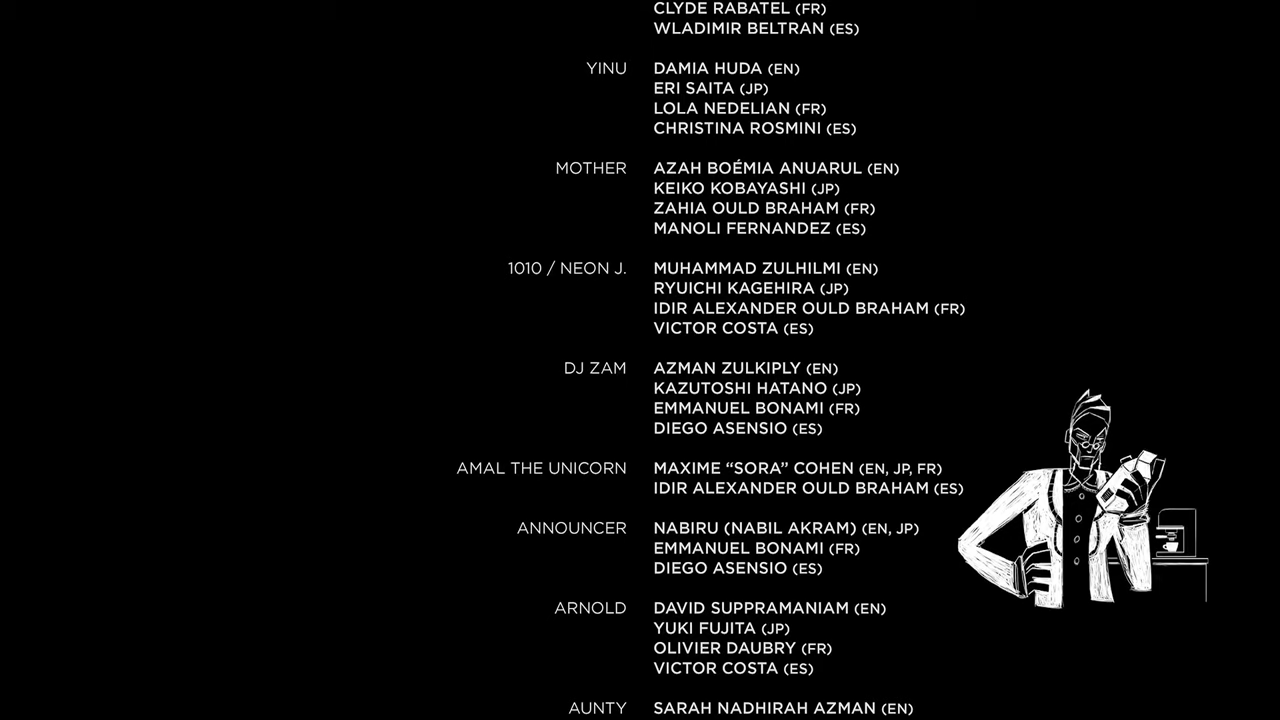 CLYDE RABATEL (FR)
WLADIMIR BELTRAN (ES)
YINU DAMIA HUDA (EN)
ERI SAITA (JP)
LOLA NEDELIAN (FR)
CHRISTINA ROSMINI (ES)
MOTHER AZAH BOÉMIA ANUARUL (EN)
KEIKO KOBAYASHI (JP)
ZAHIA OULD BRAHAM (FR)
MANOLI FERNANDEZ (ES)
1010 / NEON J. MUHAMMAD ZULHILMI (EN)
RYUICHI KAGEHIRA (JP)
IDIR ALEXANDER OULD BRAHAM (FR)
VICTOR COSTA (ES)
DJ ZAM AZMAN ZULKIPLY (EN)
KAZUTOSHI HATANO (JP)
EMMANUEL BONAMI (FR)
DIEGO ASENSIO (ES)
AMAL THE UNICORN MAXIME “SORA” COHEN (EN, JP, FR)
IDIR ALEXANDER OULD BRAHAM (ES)
ANNOUNCER NABIRU (NABIL AKRAM) (EN, JP)
EMMANUEL BONAMI (FR)
DIEGO ASENSIO (ES)
ARNOLD DAVID SUPPRAMANIAM (EN)
YUKI FUJITA (JP)
OLIVIER DAUBRY (FR)
VICTOR COSTA (ES)
AUNTY SARAH NADHIRAH AZMAN (EN)